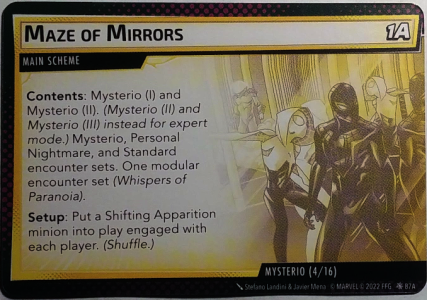 MAZE OF MIRRORS
1A
MAIN SCHEME
Contents: Mysterio (I) and
Mysterio (II). (Mysterio (II) and
Mysterio (III) instead for expert
mode.) Mysterio, Personal
Nightmare, and Standard
encounter sets. One modular
encounter set (Whispers of
Paranoia).
Setup: Put a Shifting Apparition
minion into play engaged with
each player. (Shuffle.)
MYSTERIO (4/16)
Stefano Landini & Javier Mena © MARVEL © 2022 FFG 87A